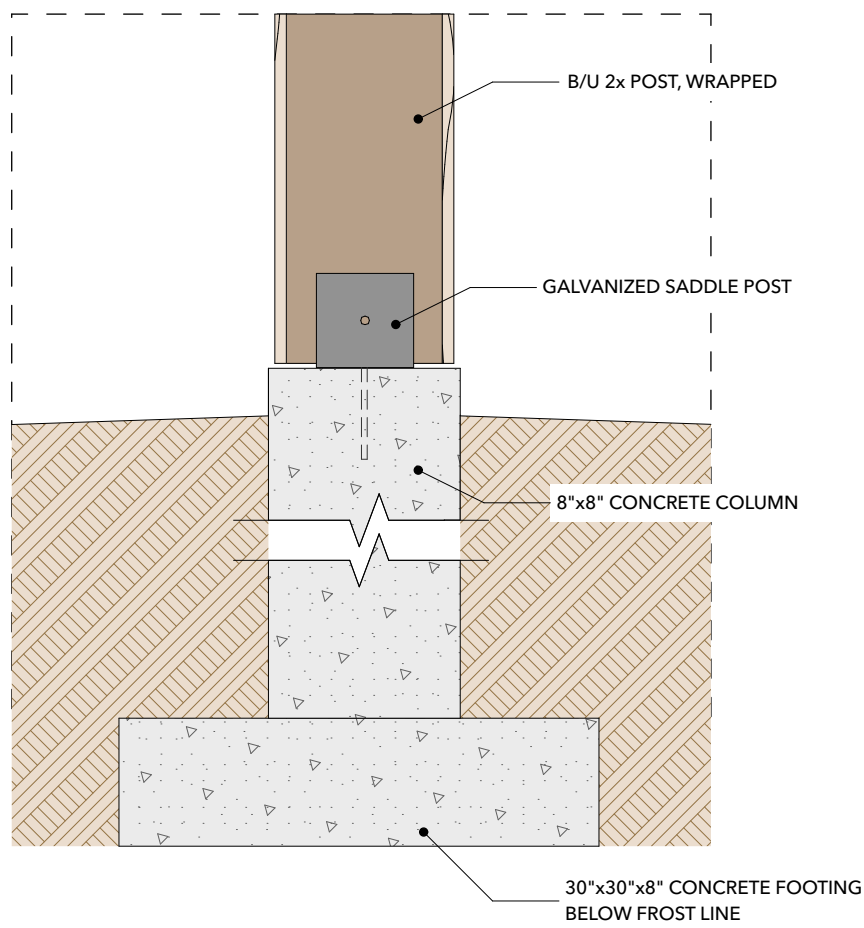 B/U 2x POST, WRAPPED
GALVANIZED SADDLE POST
8"x8" CONCRETE COLUMN
30"x30"x8" CONCRETE FOOTING
BELOW FROST LINE